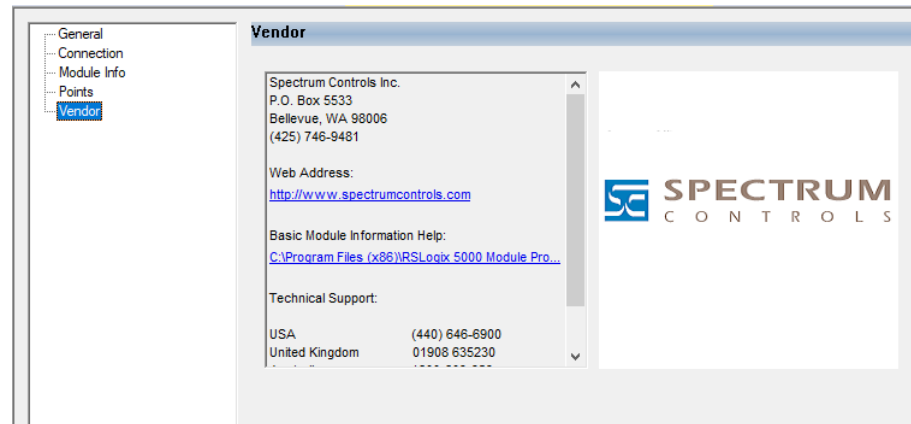 General
Connection
Module Info
Points
Vendor
Vendor
Spectrum Controls Inc.
P.O. Box 5533
Bellevue, WA 98006
(425) 746-9481
Web Address:
http://www.spectrumcontrols.com
Basic Module Information Help:
C:\Program Files (x86)\RSLogix 5000 Module Pro...
Technical Support:
USA (440) 646-6900
United Kingdom 01908 635230
SPECTRUM
CONTROLS